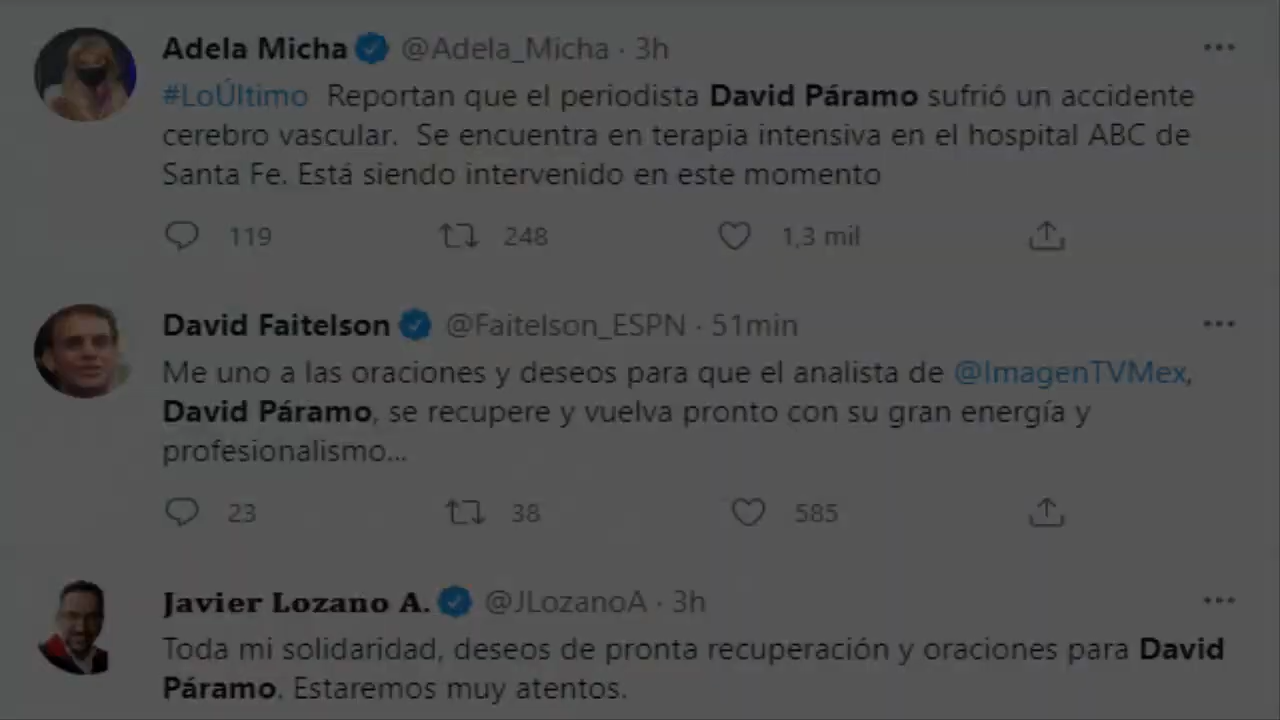 Adela Micha @Adela_Micha · 3h
#LoÚltimo Reportan que el periodista David Páramo sufrió un accidente
cerebro vascular. Se encuentra en terapia intensiva en el hospital ABC de
Santa Fe. Está siendo intervenido en este momento
119 248 1,3 mil
David Faitelson @Faitelson_ESPN · 51min
Me uno a las oraciones y deseos para que el analista de @ImagenTVMex,
David Páramo, se recupere y vuelva pronto con su gran energía y
profesionalismo...
23 38 585
Javier Lozano A. @JLozanoA · 3h
Toda mi solidaridad, deseos de pronta recuperación y oraciones para David
Páramo. Estaremos muy atentos.